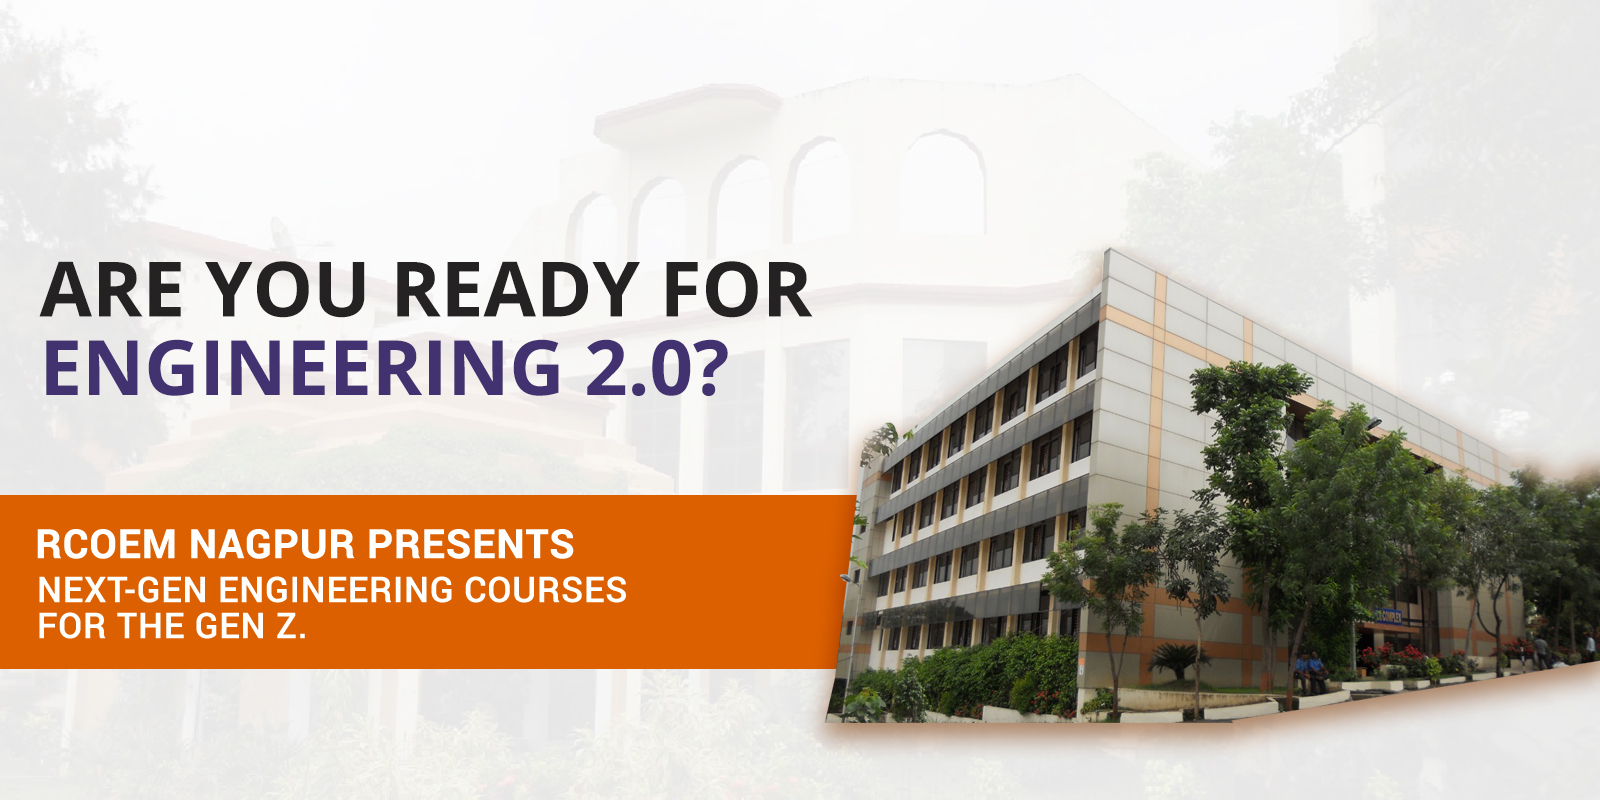 ARE YOU READY FOR
ENGINEERING 2.0?
RCOEM NAGPUR PRESENTS
NEXT-GEN ENGINEERING COURSES
FOR THE GEN Z.